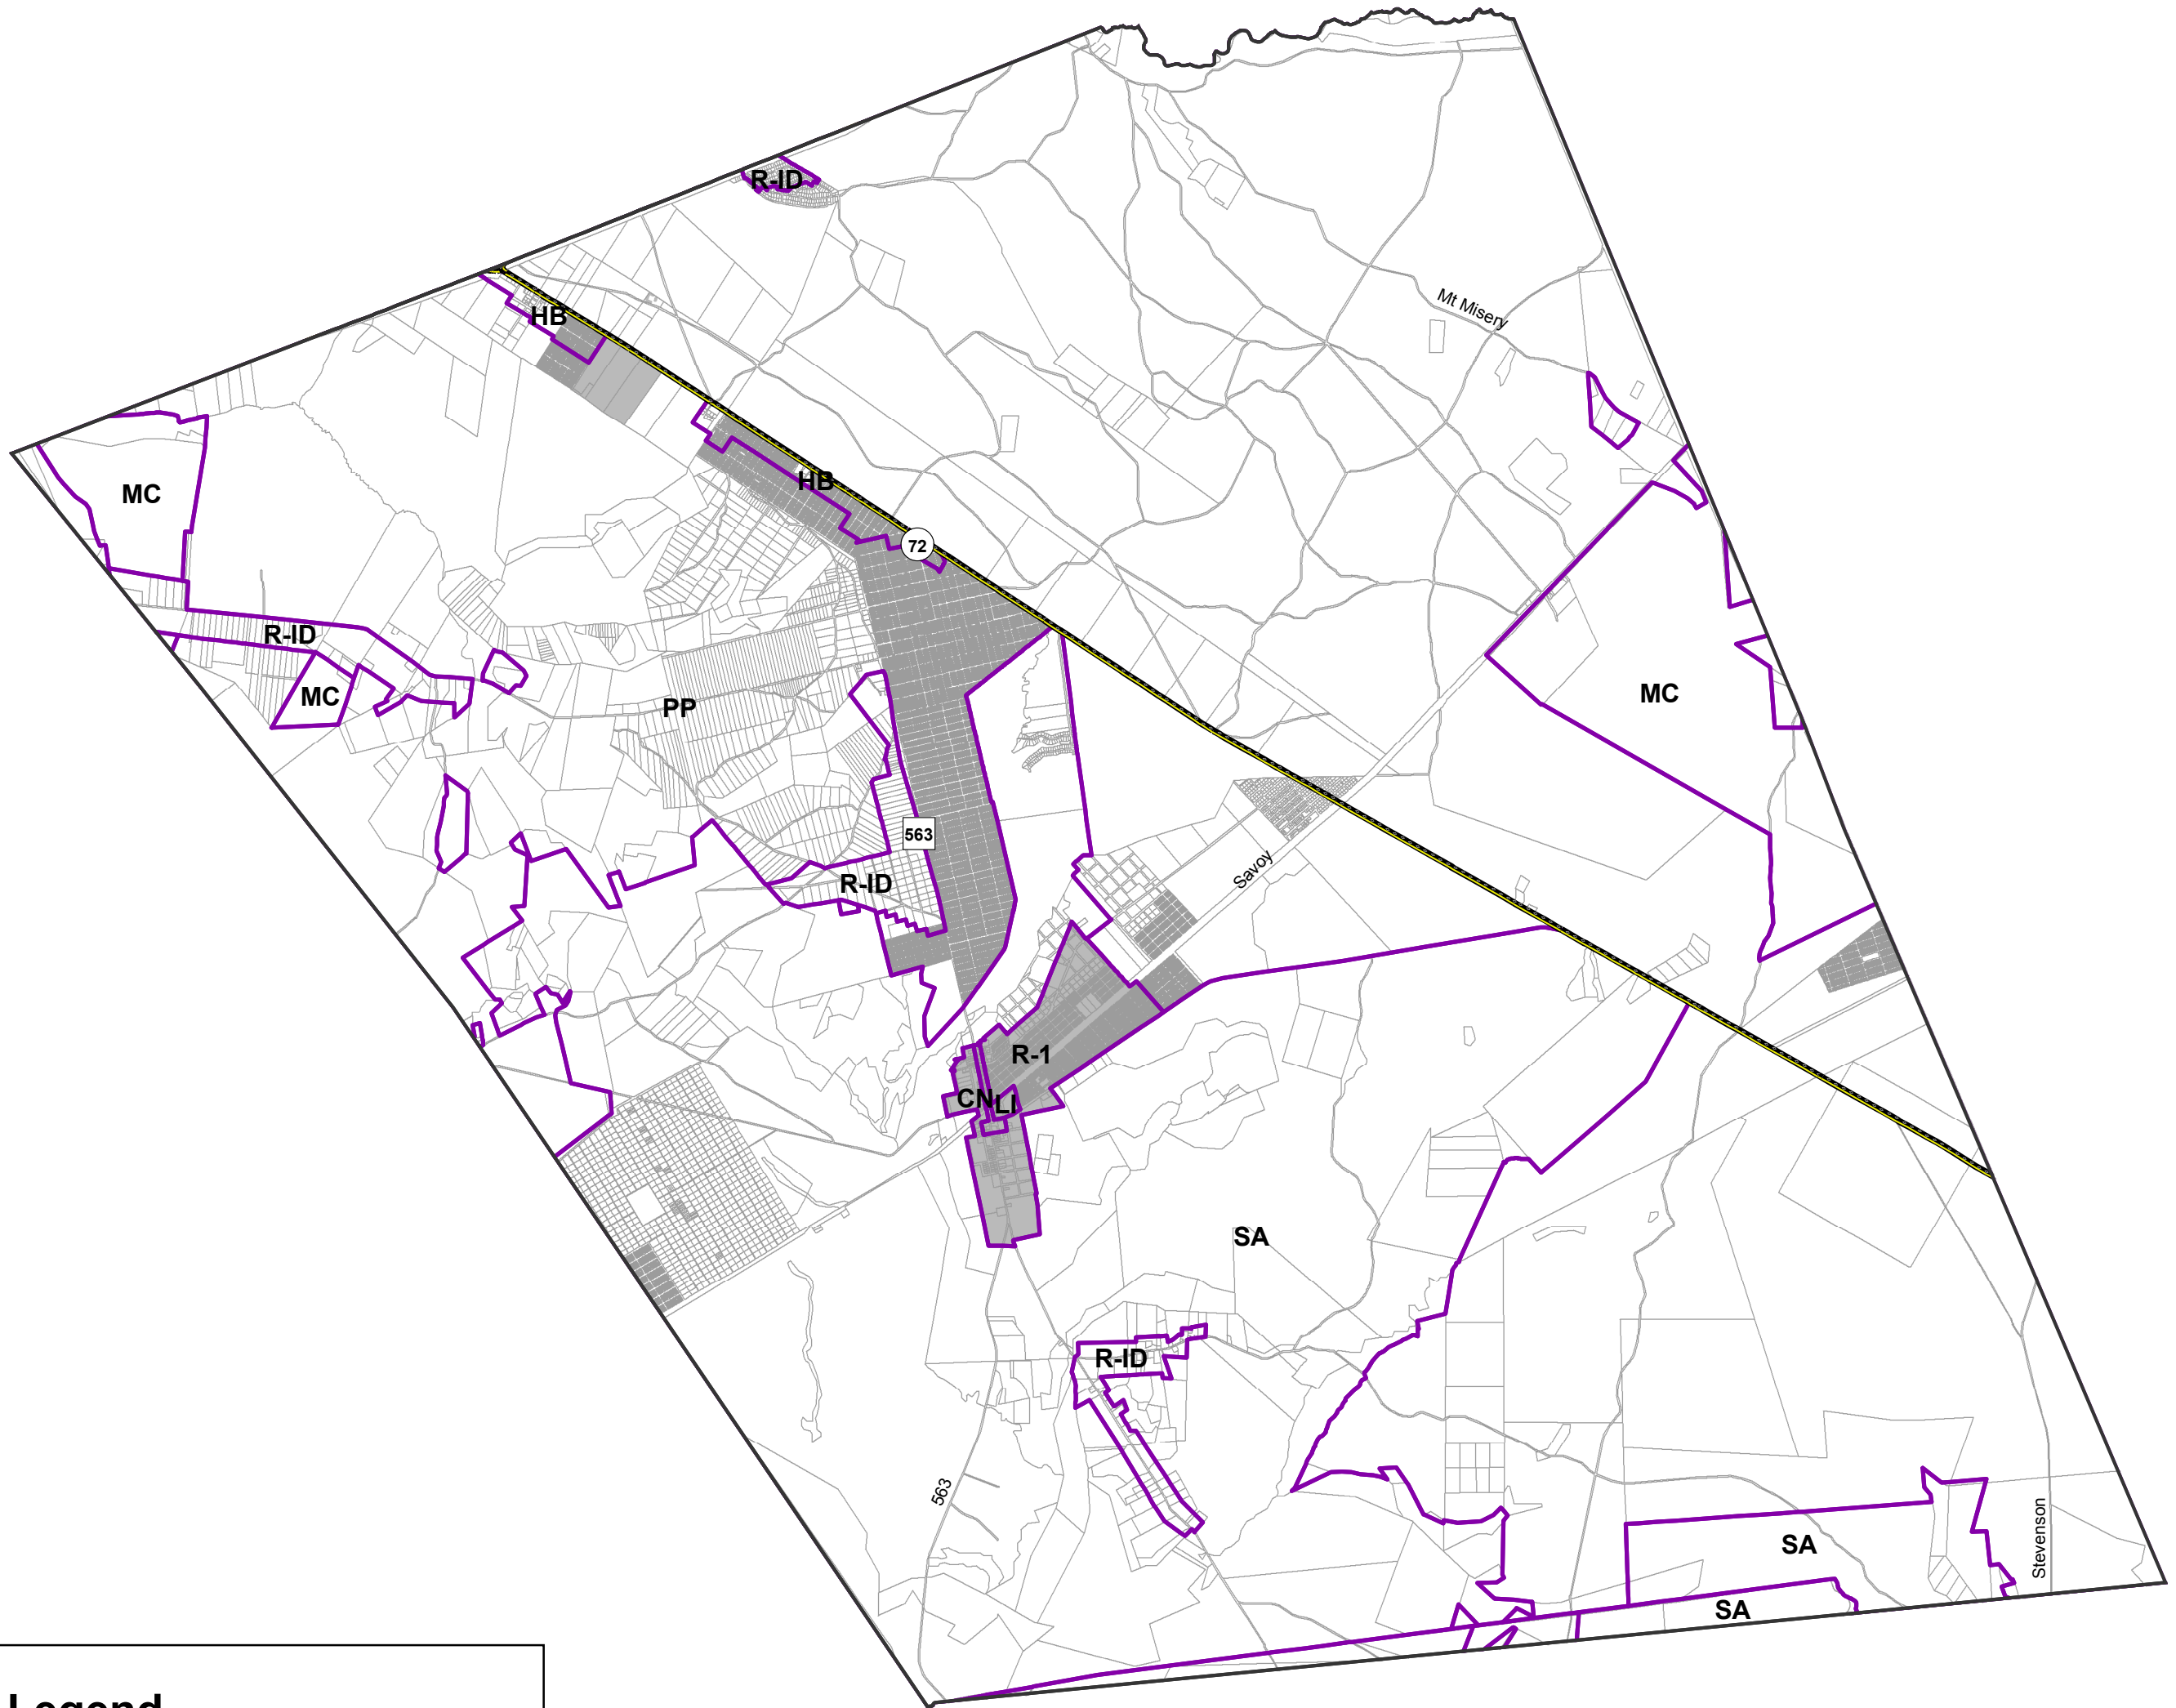 R-ID
HB
Mt Misery
HB
MC
72
R-ID
MC
MC
PP
563
Savoy
R-ID
R-1
CN
LI
SA
R-ID
563
Stevenson
SA
SA
Legend